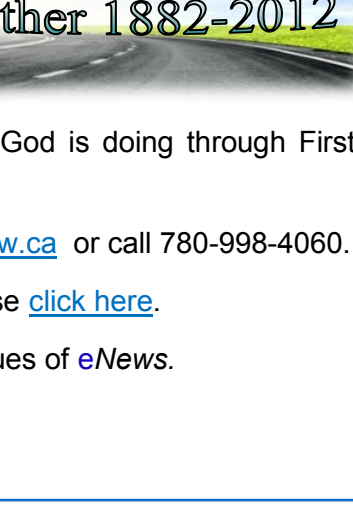 ther 1882-2012
God is doing through First
w.ca or call 780-998-4060.
se click here.
ues of eNews.